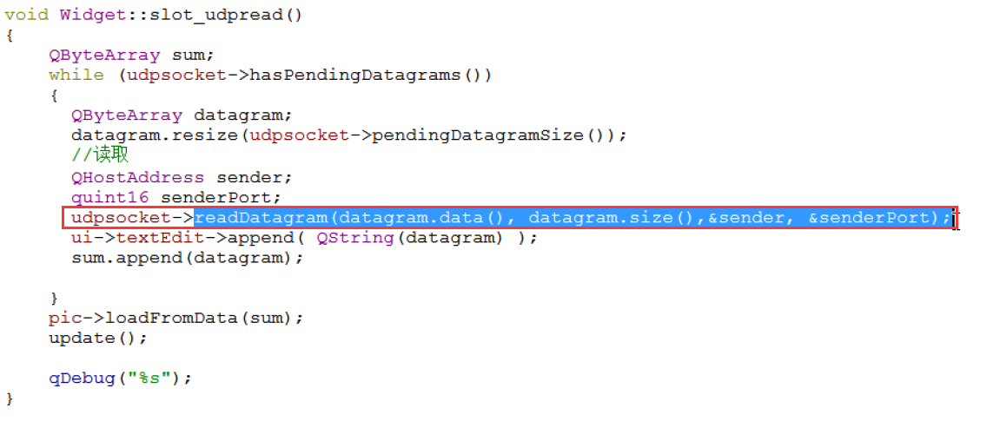 void Widget::slot_udpread()
{
    QByteArray sum;
    while (udpsocket->hasPendingDatagrams())
    {
      QByteArray datagram;
      datagram.resize(udpsocket->pendingDatagramSize());
      //读取
      QHostAddress sender;
      quint16 senderPort;
      udpsocket->readDatagram(datagram.data(), datagram.size(),&sender, &senderPort);
      ui->textEdit->append( QString(datagram) );
      sum.append(datagram);

    }
    pic->loadFromData(sum);
    update();

    qDebug("%s");
}